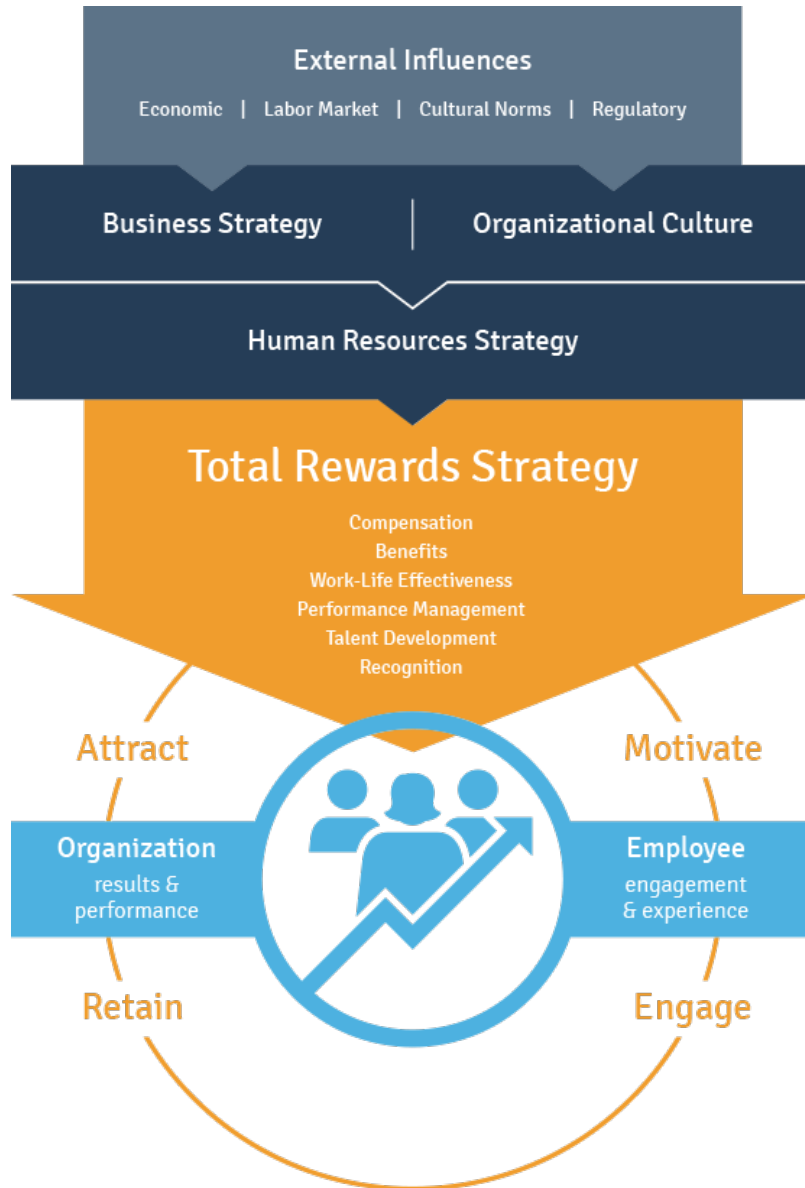 External Influences
Economic | Labor Market | Cultural Norms | Regulatory
Business Strategy | Organizational Culture
Human Resources Strategy
Total Rewards Strategy
Compensation
Benefits
Work-Life Effectiveness
Performance Management
Talent Development
Recognition
Attract
Motivate
Organization
results &
performance
Employee
engagement
& experience
Retain
Engage